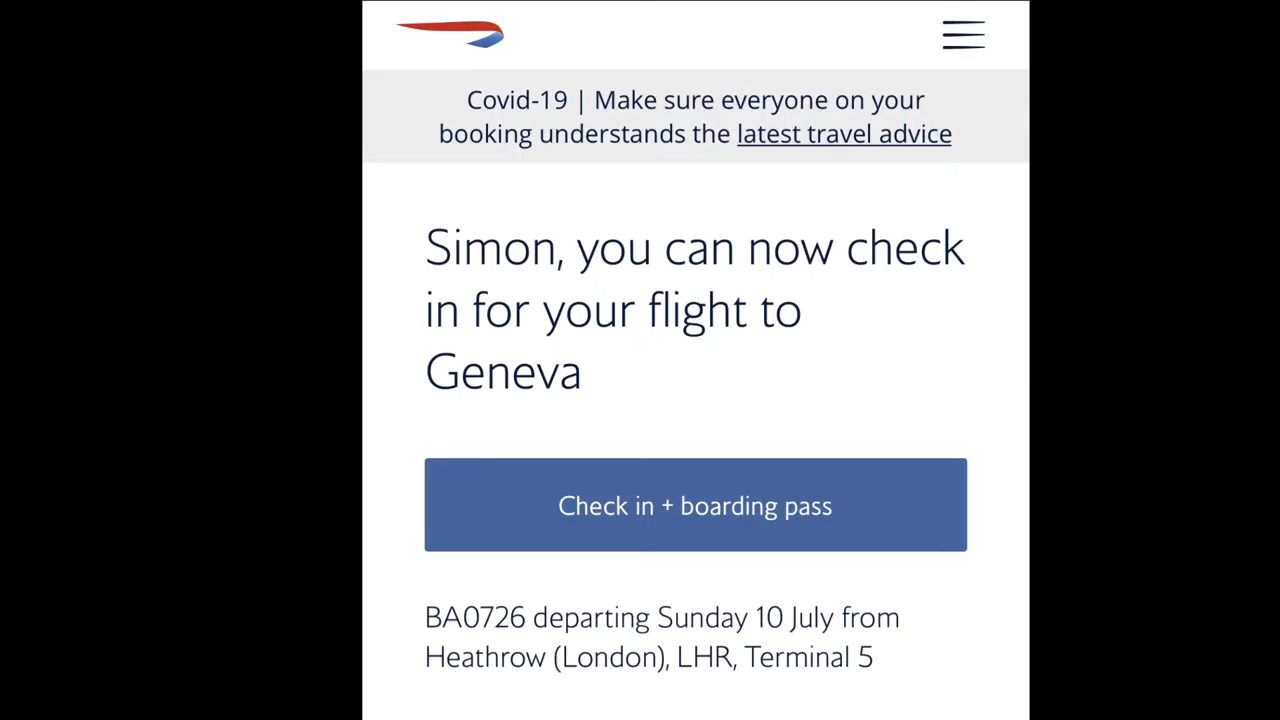 Covid-19 | Make sure everyone on your
booking understands the latest travel advice
Simon, you can now check
in for your flight to
Geneva
Check in + boarding pass
BA0726 departing Sunday 10 July from
Heathrow (London), LHR, Terminal 5